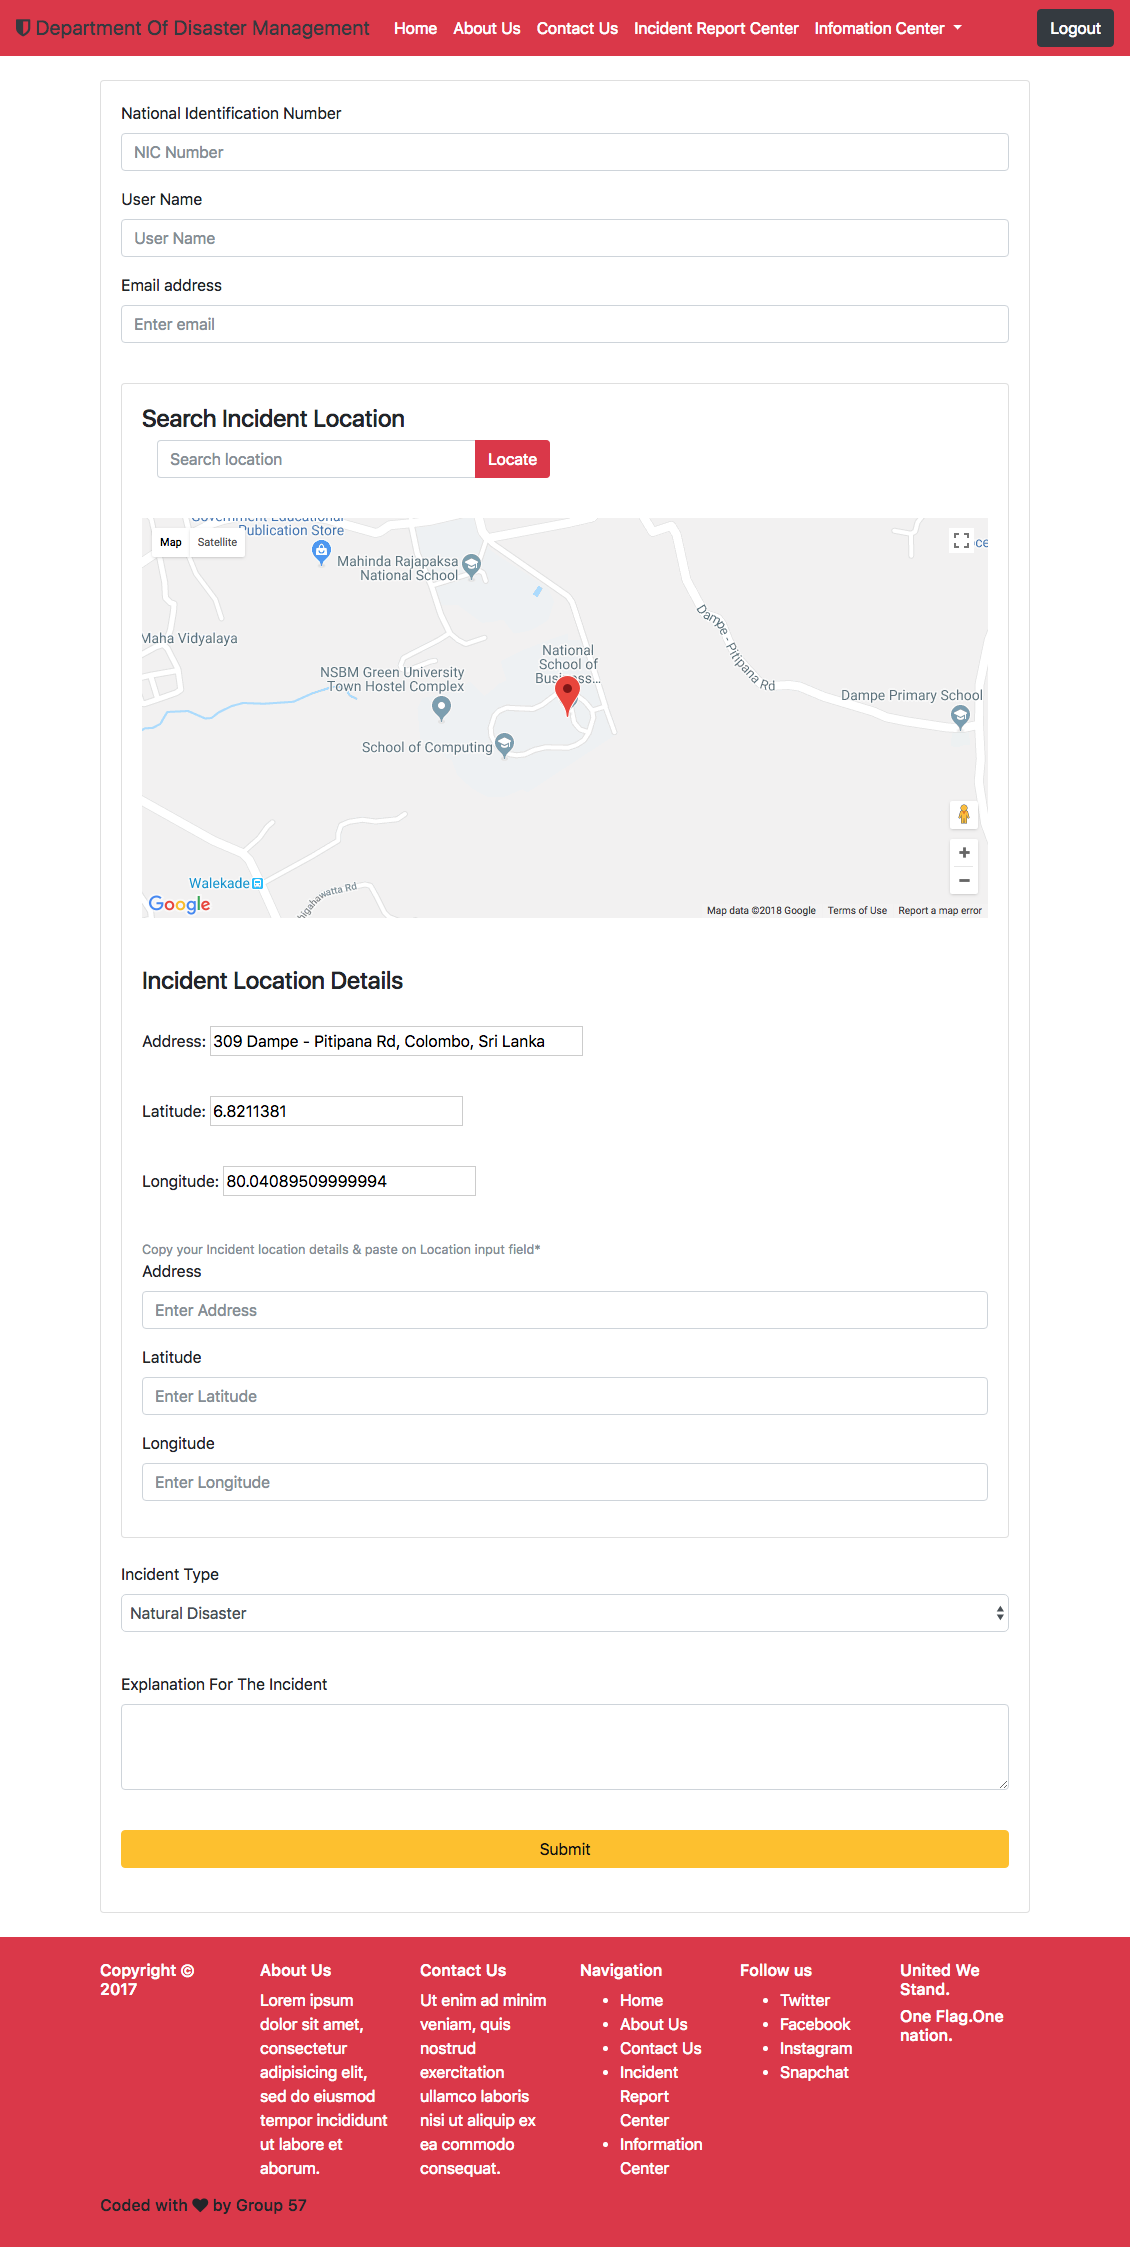 Department Of Disaster Management Home About Us Contact Us Incident Report Center Infomation Center Logout
National Identification Number
NIC Number
User Name
User Name
Email address
Enter email
Search Incident Location
Search location Locate
Government Educational
Publication Store
Map Satellite
Mahinda Rajapaksa
National School
Maha Vidyalaya
National
School of
Business...
Dampe - Pitipana Rd
NSBM Green University
Town Hostel Complex
Dampe Primary School
School of Computing
Walekade
Google
Map data ©2018 Google Terms of Use Report a map error
Incident Location Details
Address: 309 Dampe - Pitipana Rd, Colombo, Sri Lanka
Latitude: 6.8211381
Longitude: 80.04089509999994
Copy your Incident location details & paste on Location input field*
Address
Enter Address
Latitude
Enter Latitude
Longitude
Enter Longitude
Incident Type
Natural Disaster
Explanation For The Incident
Submit
Copyright ©
2017
About Us
Lorem ipsum
dolor sit amet,
consectetur
adipisicing elit,
sed do eiusmod
tempor incididunt
ut labore et
aborum.
Contact Us
Ut enim ad minim
veniam, quis
nostrud
exercitation
ullamco laboris
nisi ut aliquip ex
ea commodo
consequat.
Navigation
• Home
• About Us
• Contact Us
• Incident
Report
Center
• Information
Center
Follow us
• Twitter
• Facebook
• Instagram
• Snapchat
United We
Stand.
One Flag.One
nation.
Coded with ♥ by Group 57